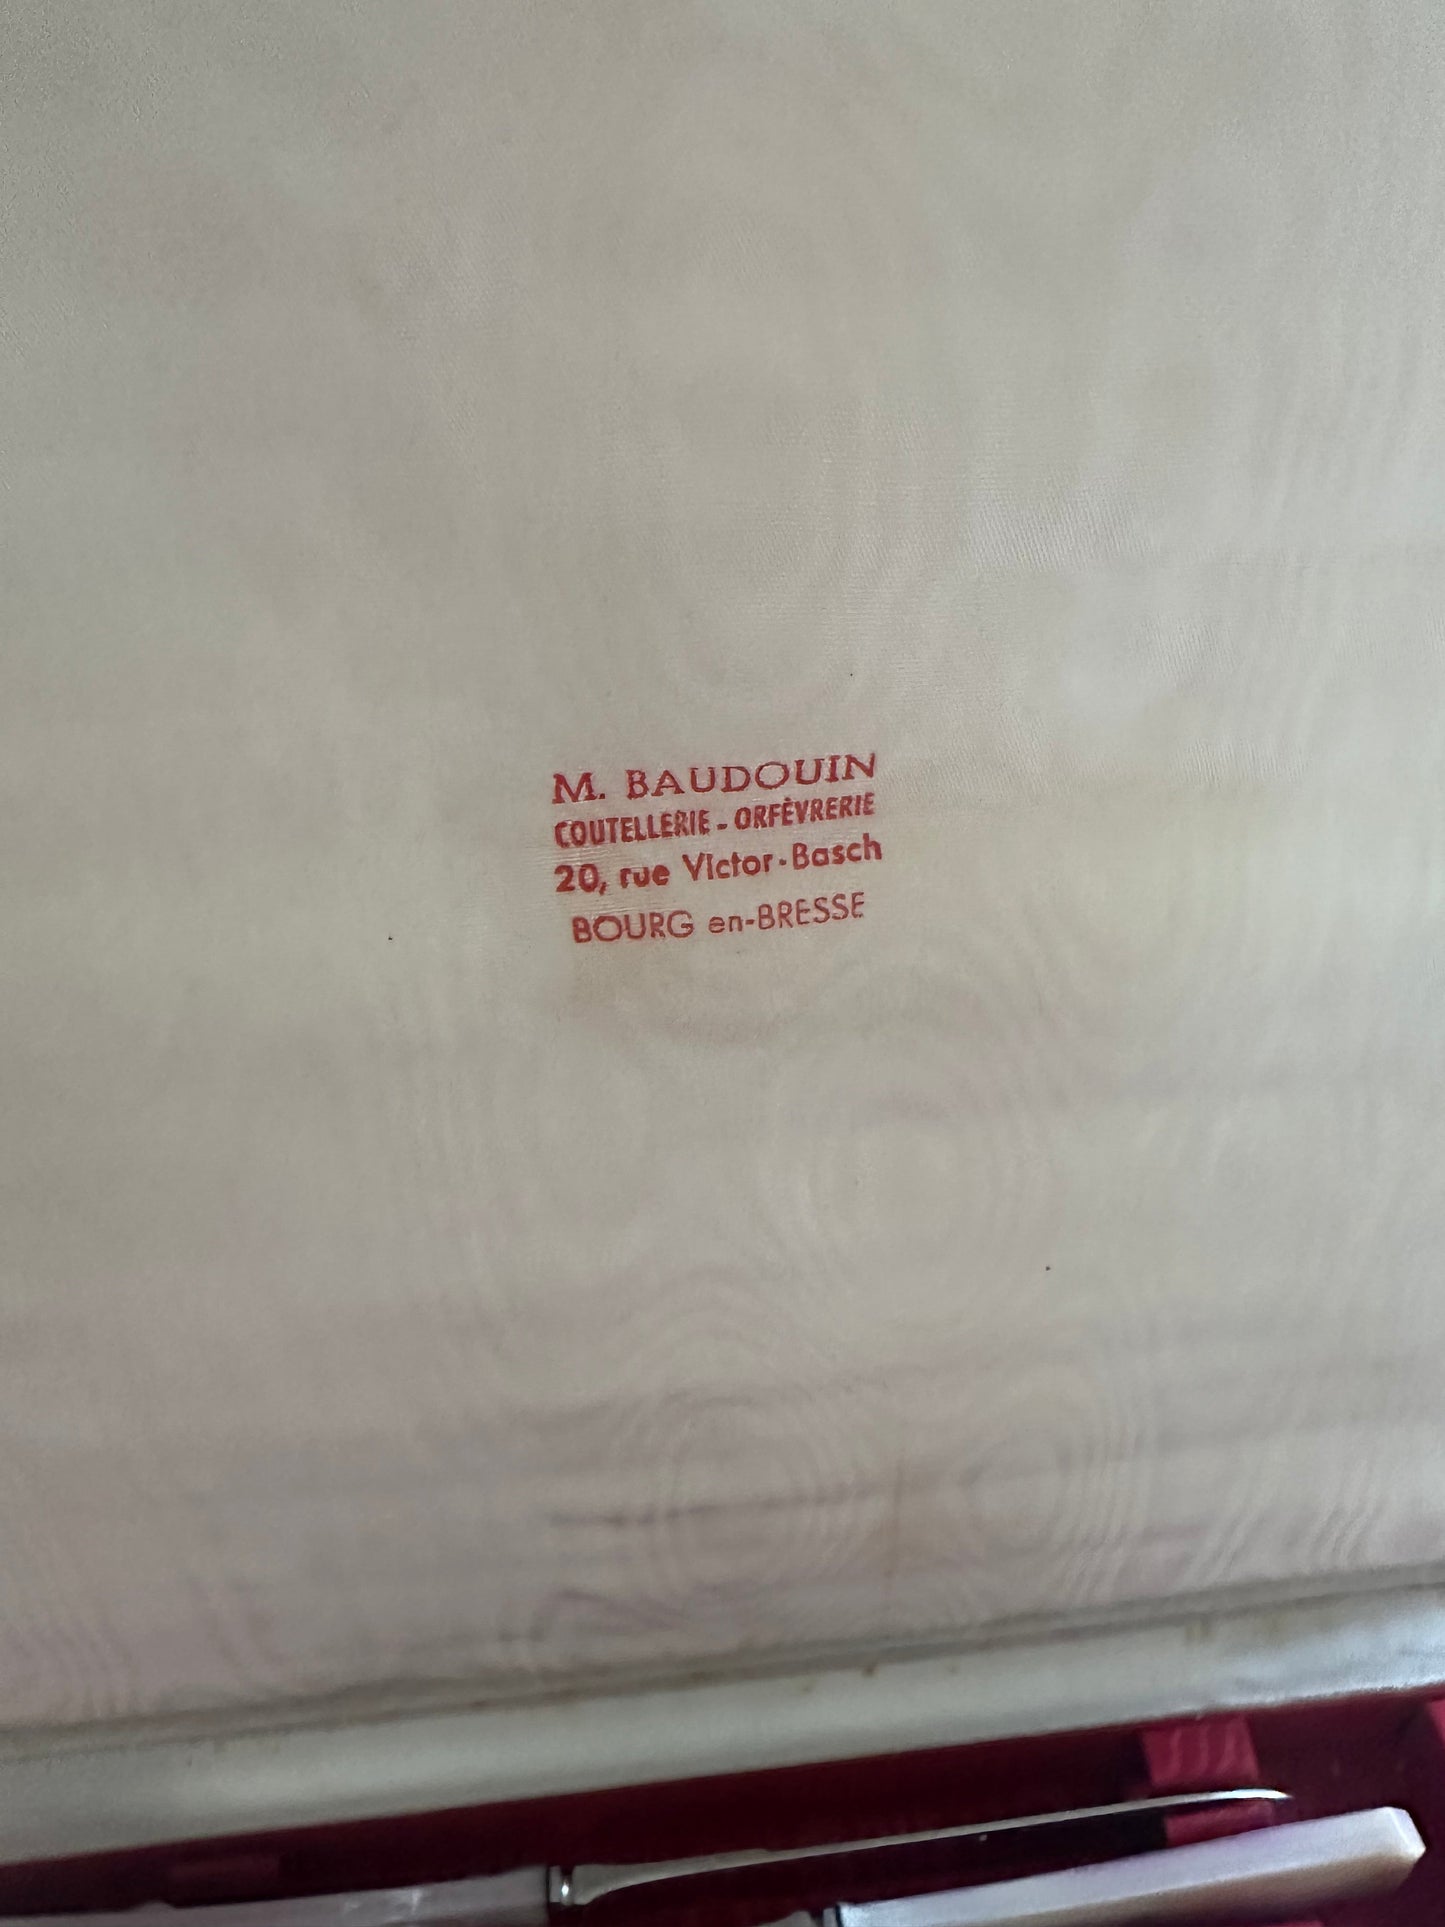 M. BAUDOUIN
COUTELLERIE - ORFÈVRERIE
20, rue Victor-Basch
BOURG en-BRESSE